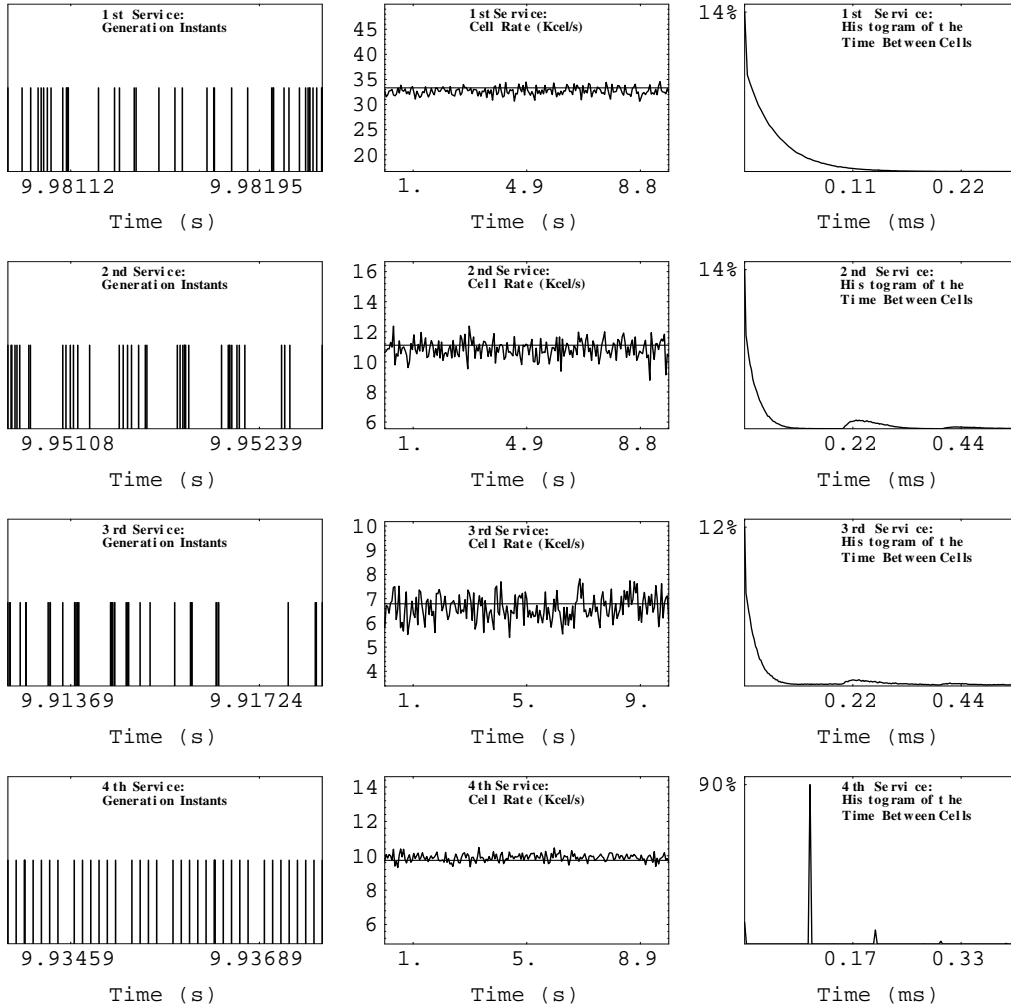 1st Service:
Generation Instants
9.98112 9.98195
Time (s)
1st Service:
Cell Rate (Kcel/s)
45
40
35
30
25
20
1. 4.9 8.8
Time (s)
14%
1st Service:
Histogram of the
Time Between Cells
0.11 0.22
Time (ms)
2nd Service:
Generation Instants
9.95108 9.95239
Time (s)
2nd Service:
Cell Rate (Kcel/s)
16
14
12
10
8
6
1. 4.9 8.8
Time (s)
14%
2nd Service:
Histogram of the
Time Between Cells
0.22 0.44
Time (ms)
3rd Service:
Generation Instants
9.91369 9.91724
Time (s)
3rd Service:
Cell Rate (Kcel/s)
10
9
8
7
6
5
4
1. 5. 9.
Time (s)
12%
3rd Service:
Histogram of the
Time Between Cells
0.22 0.44
Time (ms)
4th Service:
Generation Instants
9.93459 9.93689
Time (s)
4th Service:
Cell Rate (Kcel/s)
14
12
10
8
6
1. 5. 8.9
Time (s)
90%
4th Service:
Histogram of the
Time Between Cells
0.17 0.33
Time (ms)